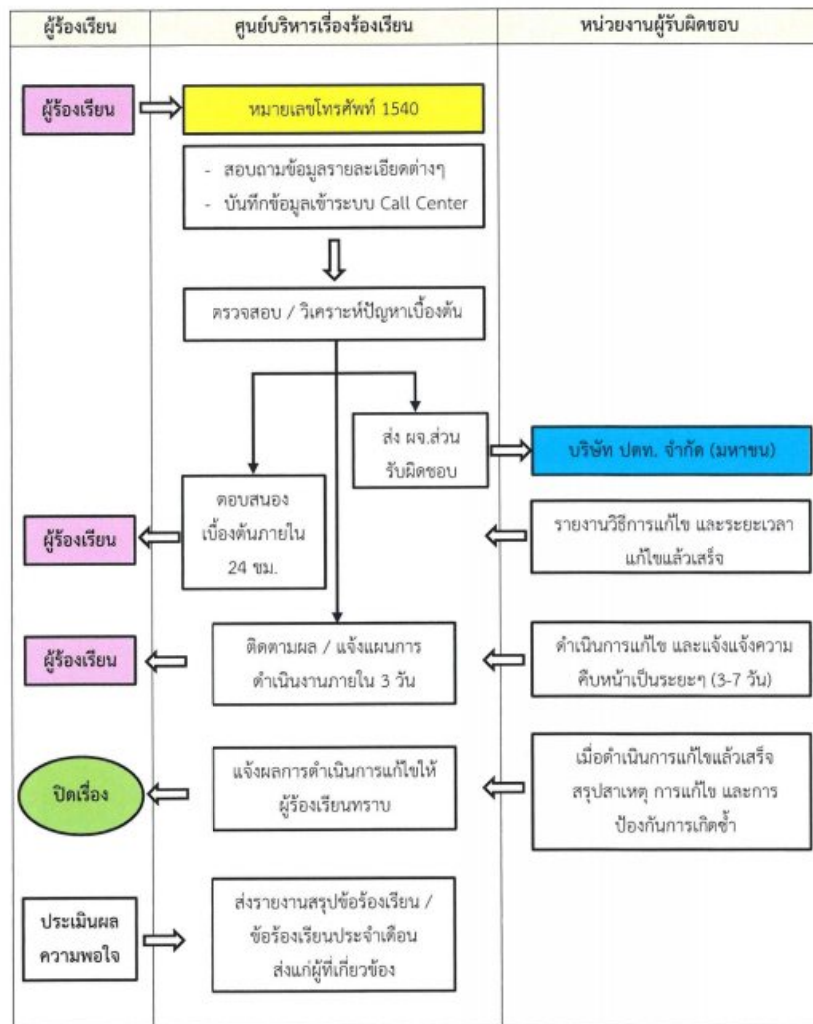 ผู้ร้องเรียน
ศูนย์บริหารเรื่องร้องเรียน
หน่วยงานผู้รับผิดชอบ
ผู้ร้องเรียน
หมายเลขโทรศัพท์ 1540
- สอบถามข้อมูลรายละเอียดต่างๆ
- บันทึกข้อมูลเข้าระบบ Call Center
ตรวจสอบ / วิเคราะห์ปัญหาเบื้องต้น
ส่ง ผจ.ส่วน
รับผิดชอบ
บริษัท ปตท. จำกัด (มหาชน)
ผู้ร้องเรียน
ตอบสนอง
เบื้องต้นภายใน
24 ชม.
รายงานวิธีการแก้ไข และระยะเวลา
แก้ไขแล้วเสร็จ
ผู้ร้องเรียน
ติดตามผล / แจ้งแผนการ
ดำเนินงานภายใน 3 วัน
ดำเนินการแก้ไข และแจ้งแจ้งความ
คืบหน้าเป็นระยะๆ (3-7 วัน)
ปิดเรื่อง
แจ้งผลการดำเนินการแก้ไขให้
ผู้ร้องเรียนทราบ
เมื่อดำเนินการแก้ไขแล้วเสร็จ
สรุปสาเหตุ การแก้ไข และการ
ป้องกันการเกิดซ้ำ
ประเมินผล
ความพอใจ
ส่งรายงานสรุปข้อร้องเรียน /
ข้อร้องเรียนประจำเดือน
ส่งแก่ผู้ที่เกี่ยวข้อง